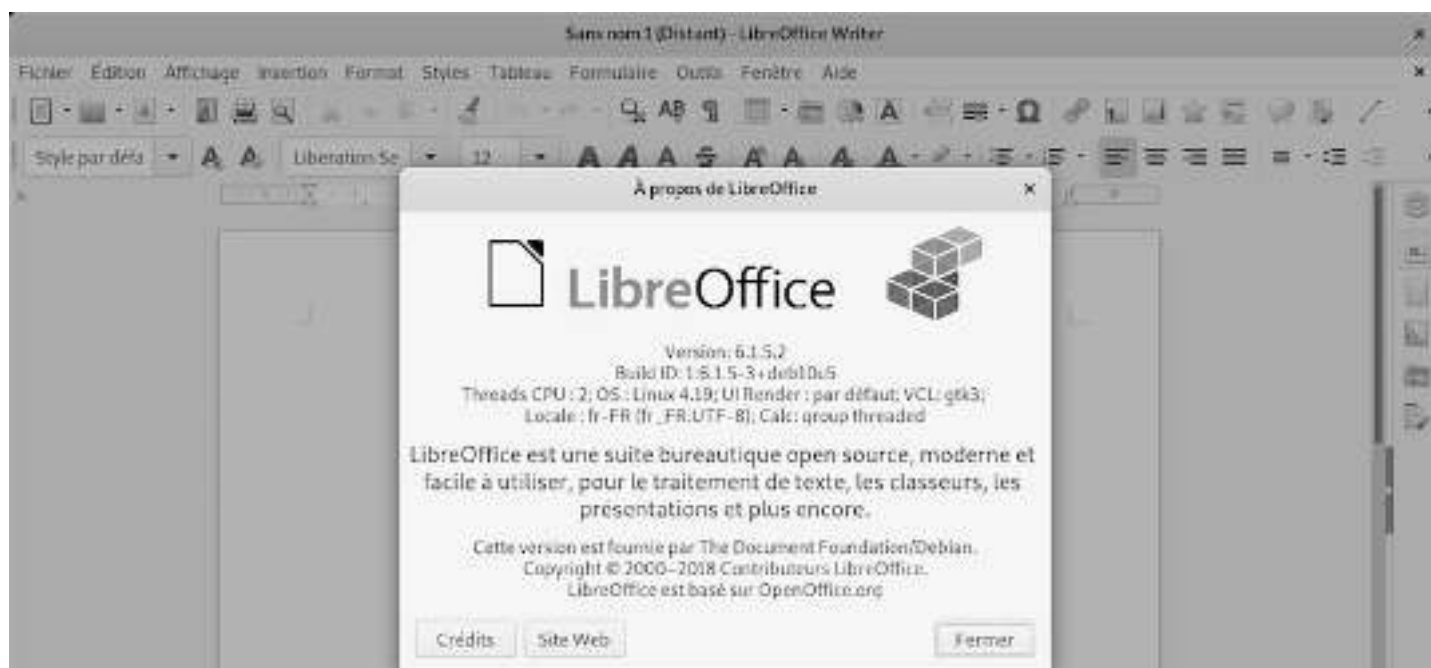 Sans nom 1 (Distant) - LibreOffice Writer
Fichier Édition Affichage Insertion Format Styles Tableau Formulaire Outils Fenêtre Aide
Style par défa Liberation Se 12
À propos de LibreOffice
LibreOffice
Version: 6.1.5.2
Build ID: 1:6.1.5-3+deb10u5
Threads CPU : 2; OS : Linux 4.19; UI Render : par défaut; VCL: gtk3;
Locale : fr-FR (fr_FR.UTF-8); Calc: group threaded
LibreOffice est une suite bureautique open source, moderne et
facile à utiliser, pour le traitement de texte, les classeurs, les
présentations et plus encore.
Cette version est fournie par The Document Foundation/Debian.
Copyright © 2000–2018 Contributeurs LibreOffice.
LibreOffice est basé sur OpenOffice.org
Crédits Site Web Fermer